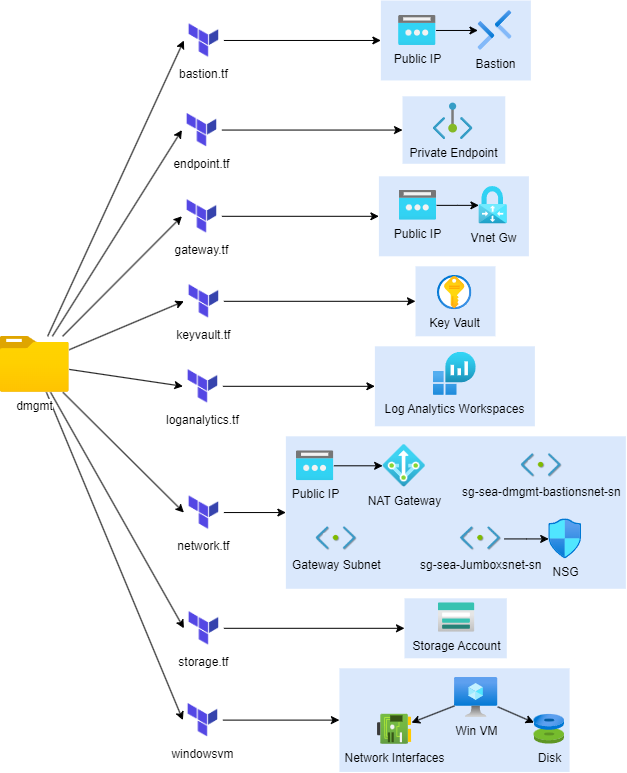 bastion.tf
Public IP
Bastion
endpoint.tf
Private Endpoint
gateway.tf
Public IP
Vnet Gw
keyvault.tf
Key Vault
dmgmt
loganalytics.tf
Log Analytics Workspaces
network.tf
Public IP
NAT Gateway
sg-sea-dmgmt-bastionsnet-sn
Gateway Subnet
sg-sea-Jumboxsnet-sn
NSG
storage.tf
Storage Account
windowsvm
Win VM
Network Interfaces
Disk